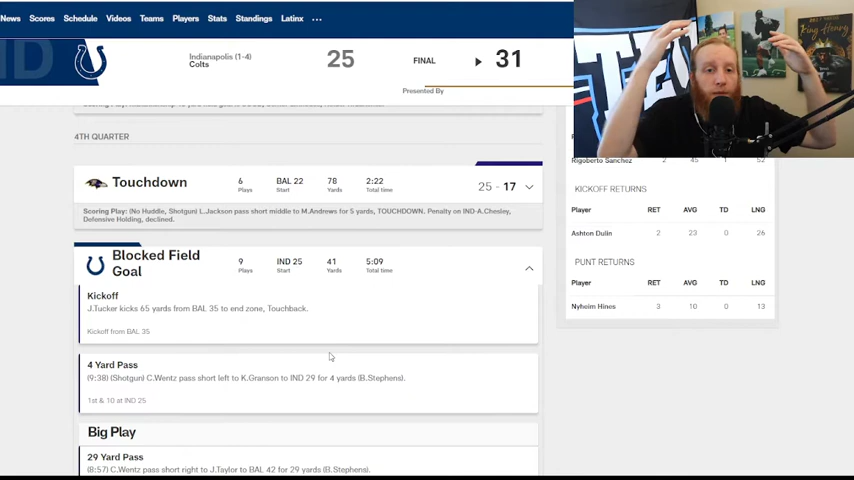 News Scores Schedule Videos Teams Players Stats Standings Latinx ...
Indianapolis (1-4)
Colts
25
FINAL
31
Presented By
4TH QUARTER
Touchdown
6
Plays
BAL 22
Start
78
Yards
2:22
Total time
25 - 17
Scoring Play: (No Huddle, Shotgun) L.Jackson pass short middle to M.Andrews for 5 yards, TOUCHDOWN. Penalty on IND-A.Chesley,
Defensive Holding, declined.
Blocked Field
Goal
9
Plays
IND 25
Start
41
Yards
5:09
Total time
Kickoff
J.Tucker kicks 65 yards from BAL 35 to end zone, Touchback.
Kickoff from BAL 35
4 Yard Pass
(9:38) (Shotgun) C.Wentz pass short left to K.Granson to IND 29 for 4 yards (B.Stephens).
1st & 10 at IND 25
Big Play
29 Yard Pass
(8:57) C.Wentz pass short right to J.Taylor to BAL 42 for 29 yards (B.Stephens).
Rigoberto Sanchez 2 45 1 52
KICKOFF RETURNS
Player RET AVG TD LNG
Ashton Dulin 2 23 0 26
PUNT RETURNS
Player RET AVG TD LNG
Nyheim Hines 3 10 0 13
King Henry